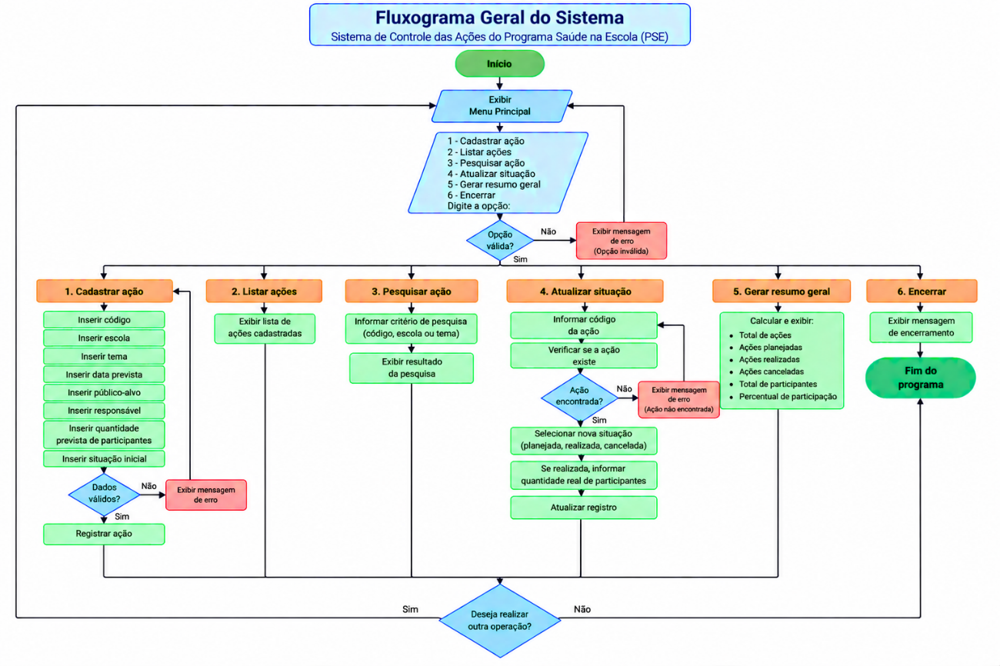 Fluxograma Geral do Sistema
Sistema de Controle das Ações do Programa Saúde na Escola (PSE)
Início
Exibir
Menu Principal
1 - Cadastrar ação
2 - Listar ações
3 - Pesquisar ação
4 - Atualizar situação
5 - Gerar resumo geral
6 - Encerrar
Digite a opção:
Opção
válida?
Não
Exibir mensagem
de erro
(Opção inválida)
Sim
1. Cadastrar ação
Inserir código
Inserir escola
Inserir tema
Inserir data prevista
Inserir público-alvo
Inserir responsável
Inserir quantidade
prevista de participantes
Inserir situação inicial
Dados
válidos?
Não
Exibir mensagem
de erro
Sim
Registrar ação
2. Listar ações
Exibir lista de
ações cadastradas
3. Pesquisar ação
Informar critério de pesquisa
(código, escola ou tema)
Exibir resultado
da pesquisa
4. Atualizar situação
Informar código
da ação
Verificar se a ação
existe
Ação
encontrada?
Não
Exibir mensagem
de erro
(Ação não encontrada)
Sim
Selecionar nova situação
(planejada, realizada, cancelada)
Se realizada, informar
quantidade real de participantes
Atualizar registro
5. Gerar resumo geral
Calcular e exibir:
• Total de ações
• Ações planejadas
• Ações realizadas
• Ações canceladas
• Total de participantes
• Percentual de participação
6. Encerrar
Exibir mensagem
de encerramento
Fim do
programa
Sim
Deseja realizar
outra operação?
Não